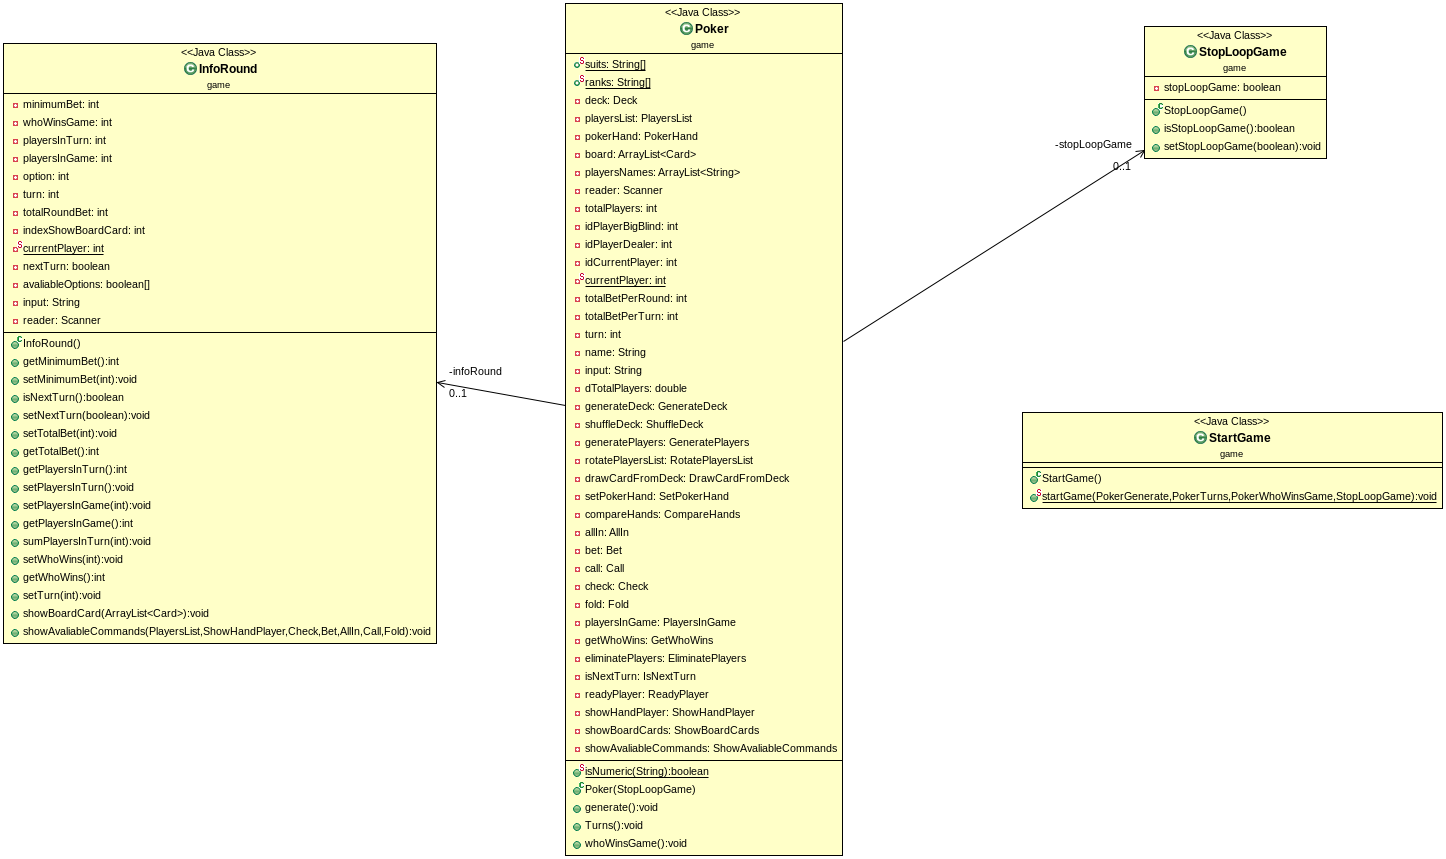 <<Java Class>>
InfoRound
game
minimumBet: int
whoWinsGame: int
playersInTurn: int
playersInGame: int
option: int
turn: int
totalRoundBet: int
indexShowBoardCard: int
currentPlayer: int
nextTurn: boolean
avaliableOptions: boolean[]
input: String
reader: Scanner
InfoRound()
getMinimumBet():int
setMinimumBet(int):void
isNextTurn():boolean
setNextTurn(boolean):void
setTotalBet(int):void
getTotalBet():int
getPlayersInTurn():int
setPlayersInTurn():void
setPlayersInGame(int):void
getPlayersInGame():int
sumPlayersInTurn(int):void
setWhoWins(int):void
getWhoWins():int
setTurn(int):void
showBoardCard(ArrayList<Card>):void
showAvaliableCommands(PlayersList,ShowHandPlayer,Check,Bet,AllIn,Call,Fold):void
-infoRound
0..1
<<Java Class>>
Poker
game
suits: String[]
ranks: String[]
deck: Deck
playersList: PlayersList
pokerHand: PokerHand
board: ArrayList<Card>
playersNames: ArrayList<String>
reader: Scanner
totalPlayers: int
idPlayerBigBlind: int
idPlayerDealer: int
idCurrentPlayer: int
currentPlayer: int
totalBetPerRound: int
totalBetPerTurn: int
turn: int
name: String
input: String
dTotalPlayers: double
generateDeck: GenerateDeck
shuffleDeck: ShuffleDeck
generatePlayers: GeneratePlayers
rotatePlayersList: RotatePlayersList
drawCardFromDeck: DrawCardFromDeck
setPokerHand: SetPokerHand
compareHands: CompareHands
allIn: AllIn
bet: Bet
call: Call
check: Check
fold: Fold
playersInGame: PlayersInGame
getWhoWins: GetWhoWins
eliminatePlayers: EliminatePlayers
isNextTurn: IsNextTurn
readyPlayer: ReadyPlayer
showHandPlayer: ShowHandPlayer
showBoardCards: ShowBoardCards
showAvaliableCommands: ShowAvaliableCommands
isNumeric(String):boolean
Poker(StopLoopGame)
generate():void
Turns():void
whoWinsGame():void
-stopLoopGame
0..1
<<Java Class>>
StopLoopGame
game
stopLoopGame: boolean
StopLoopGame()
isStopLoopGame():boolean
setStopLoopGame(boolean):void
<<Java Class>>
StartGame
game
StartGame()
startGame(PokerGenerate,PokerTurns,PokerWhoWinsGame,StopLoopGame):void